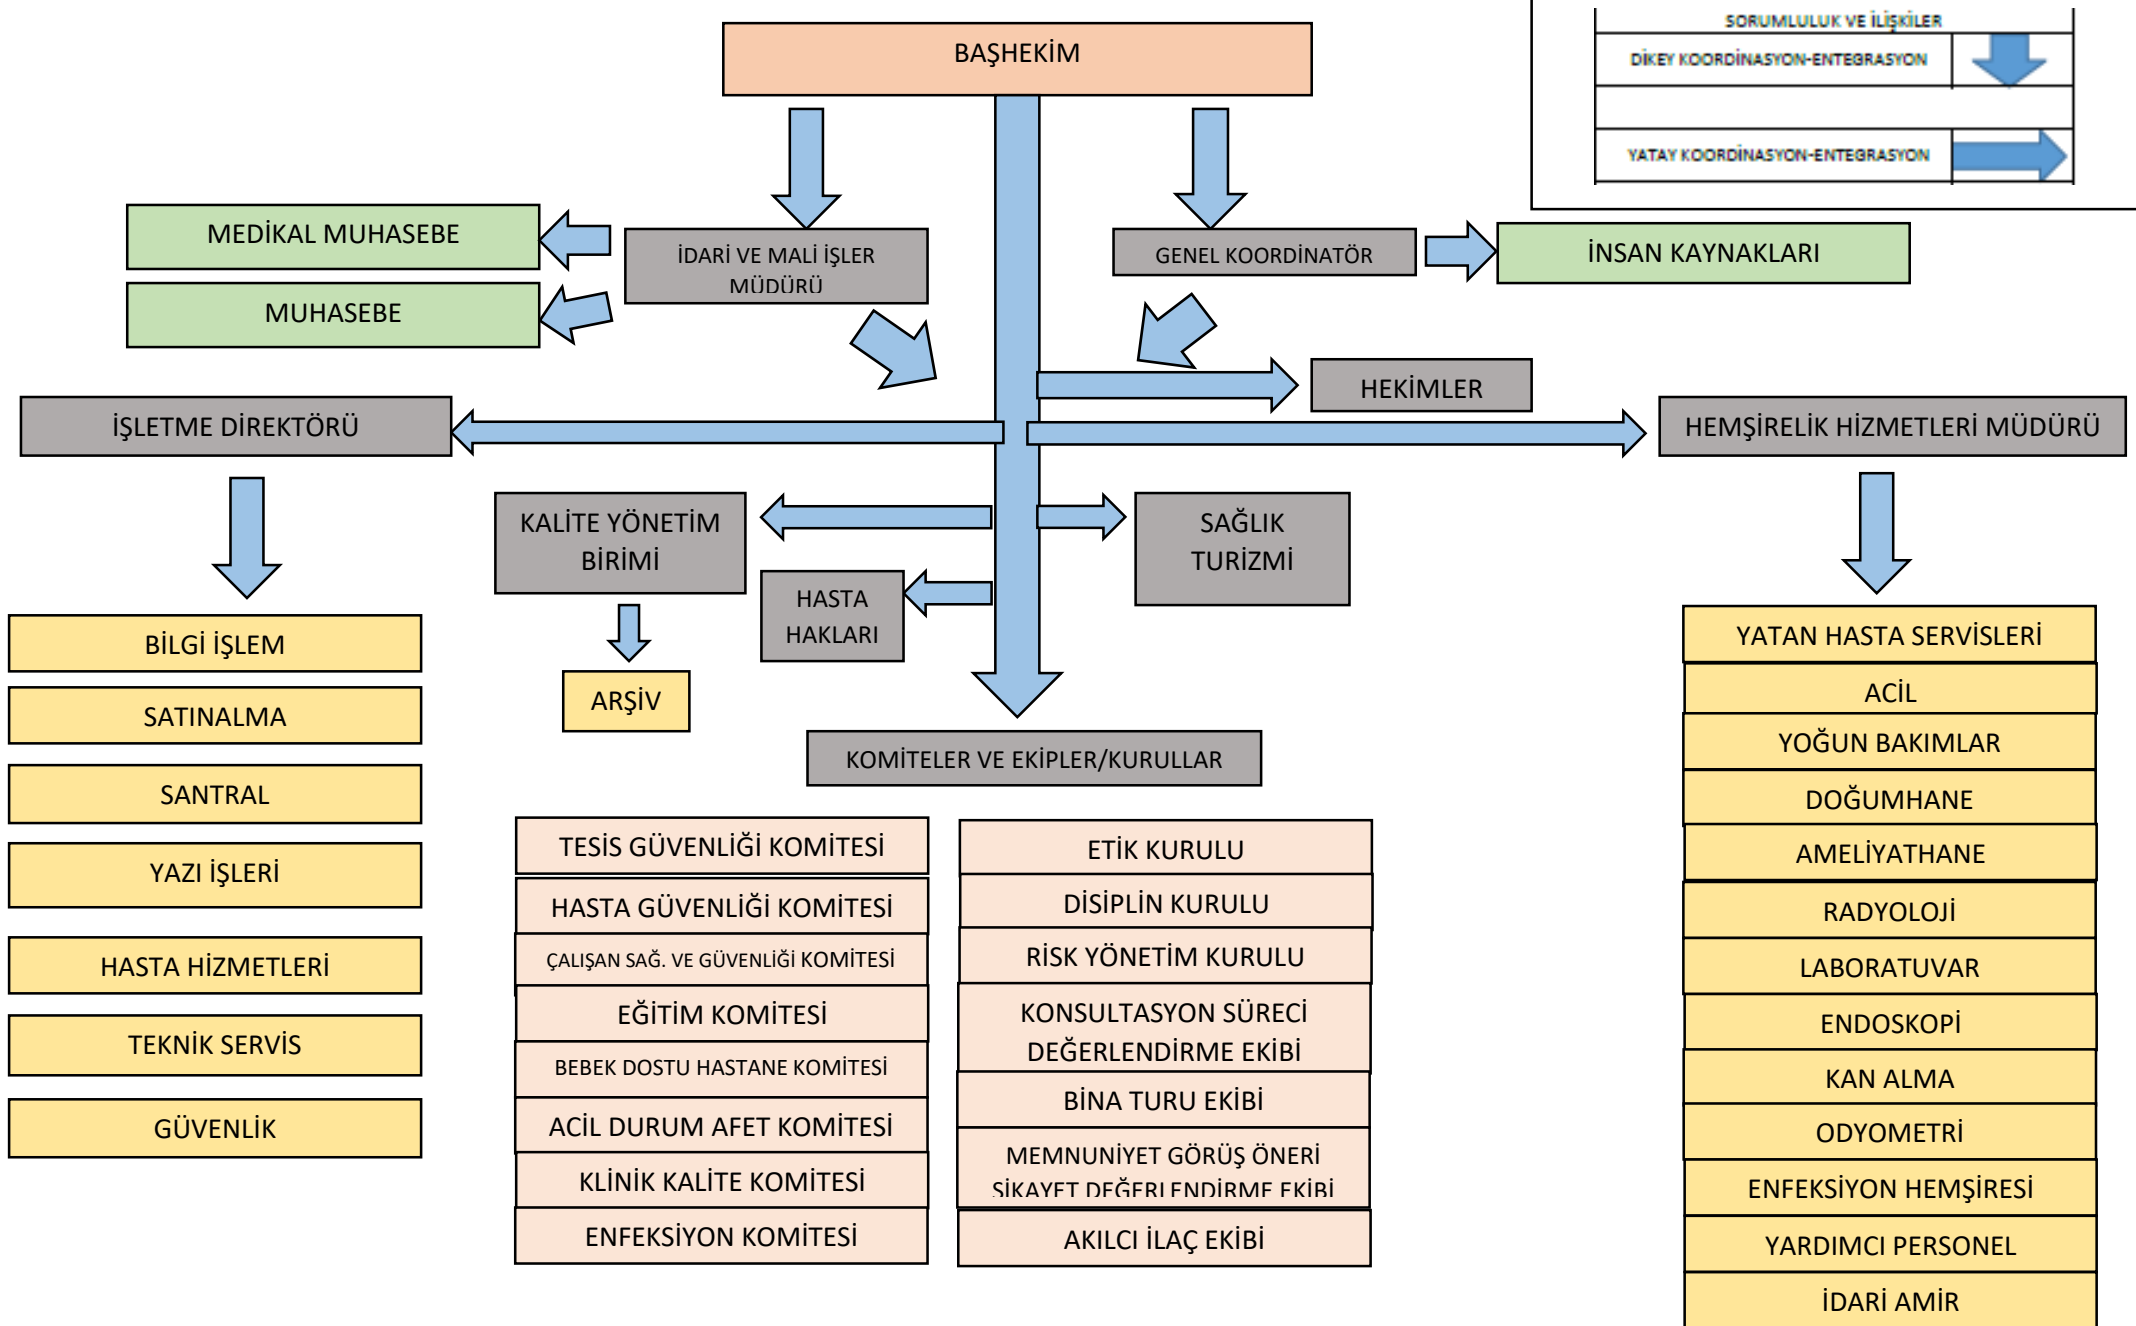 SORUMLULUK VE İLİŞKİLER
DİKEY KOORDİNASYON-ENTEGRASYON
YATAY KOORDİNASYON-ENTEGRASYON
BAŞHEKİM
MEDİKAL MUHASEBE
MUHASEBE
İDARİ VE MALİ İŞLER
MÜDÜRÜ
GENEL KOORDİNATÖR
İNSAN KAYNAKLARI
HEKİMLER
İŞLETME DİREKTÖRÜ
HEMŞİRELİK HİZMETLERİ MÜDÜRÜ
KALİTE YÖNETİM
BİRİMİ
SAĞLIK
TURİZMİ
HASTA
HAKLARI
ARŞİV
BİLGİ İŞLEM
SATINALMA
SANTRAL
YAZI İŞLERİ
HASTA HİZMETLERİ
TEKNİK SERVİS
GÜVENLİK
KOMİTELER VE EKİPLER/KURULLAR
TESİS GÜVENLİĞİ KOMİTESİ
HASTA GÜVENLİĞİ KOMİTESİ
ÇALIŞAN SAĞ. VE GÜVENLİĞİ KOMİTESİ
EĞİTİM KOMİTESİ
BEBEK DOSTU HASTANE KOMİTESİ
ACİL DURUM AFET KOMİTESİ
KLİNİK KALİTE KOMİTESİ
ENFEKSİYON KOMİTESİ
ETİK KURULU
DİSİPLİN KURULU
RİSK YÖNETİM KURULU
KONSULTASYON SÜRECİ
DEĞERLENDİRME EKİBİ
BİNA TURU EKİBİ
MEMNUNİYET GÖRÜŞ ÖNERİ
ŞİKAYET DEĞERLENDİRME EKİBİ
AKILCI İLAÇ EKİBİ
YATAN HASTA SERVİSLERİ
ACİL
YOĞUN BAKIMLAR
DOĞUMHANE
AMELİYATHANE
RADYOLOJİ
LABORATUVAR
ENDOSKOPİ
KAN ALMA
ODYOMETRİ
ENFEKSİYON HEMŞİRESİ
YARDIMCI PERSONEL
İDARİ AMİR